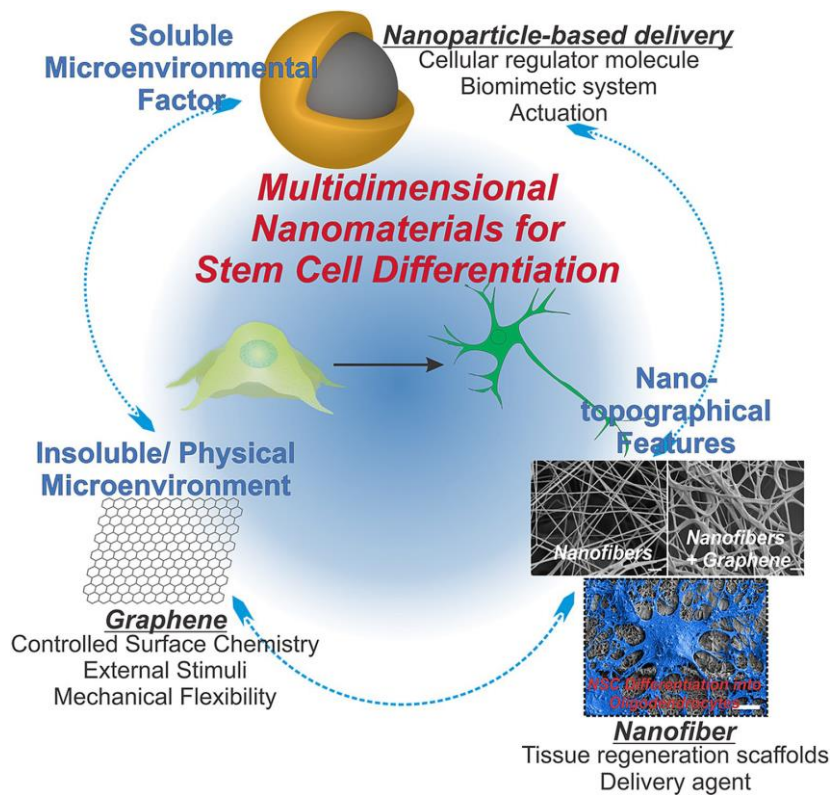 Soluble
Microenvironmental
Factor
Nanoparticle-based delivery
Cellular regulator molecule
Biomimetic system
Actuation
Multidimensional
Nanomaterials for
Stem Cell Differentiation
Nano-
topographical
Features
Insoluble/ Physical
Microenvironment
Nanofibers
Nanofibers
+ Graphene
Graphene
Controlled Surface Chemistry
External Stimuli
Mechanical Flexibility
NSC Differentiation into
Oligodendrocytes
Nanofiber
Tissue regeneration scaffolds
Delivery agent